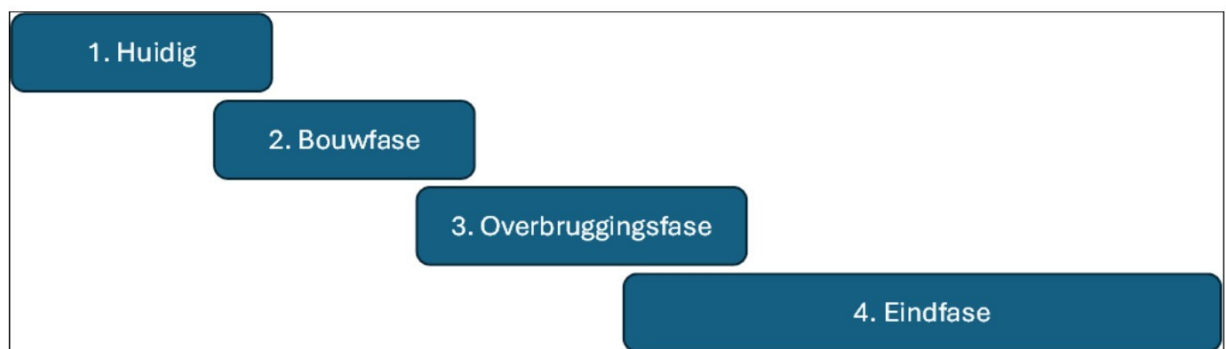 1. Huidig
2. Bouwfase
3. Overbruggingsfase
4. Eindfase